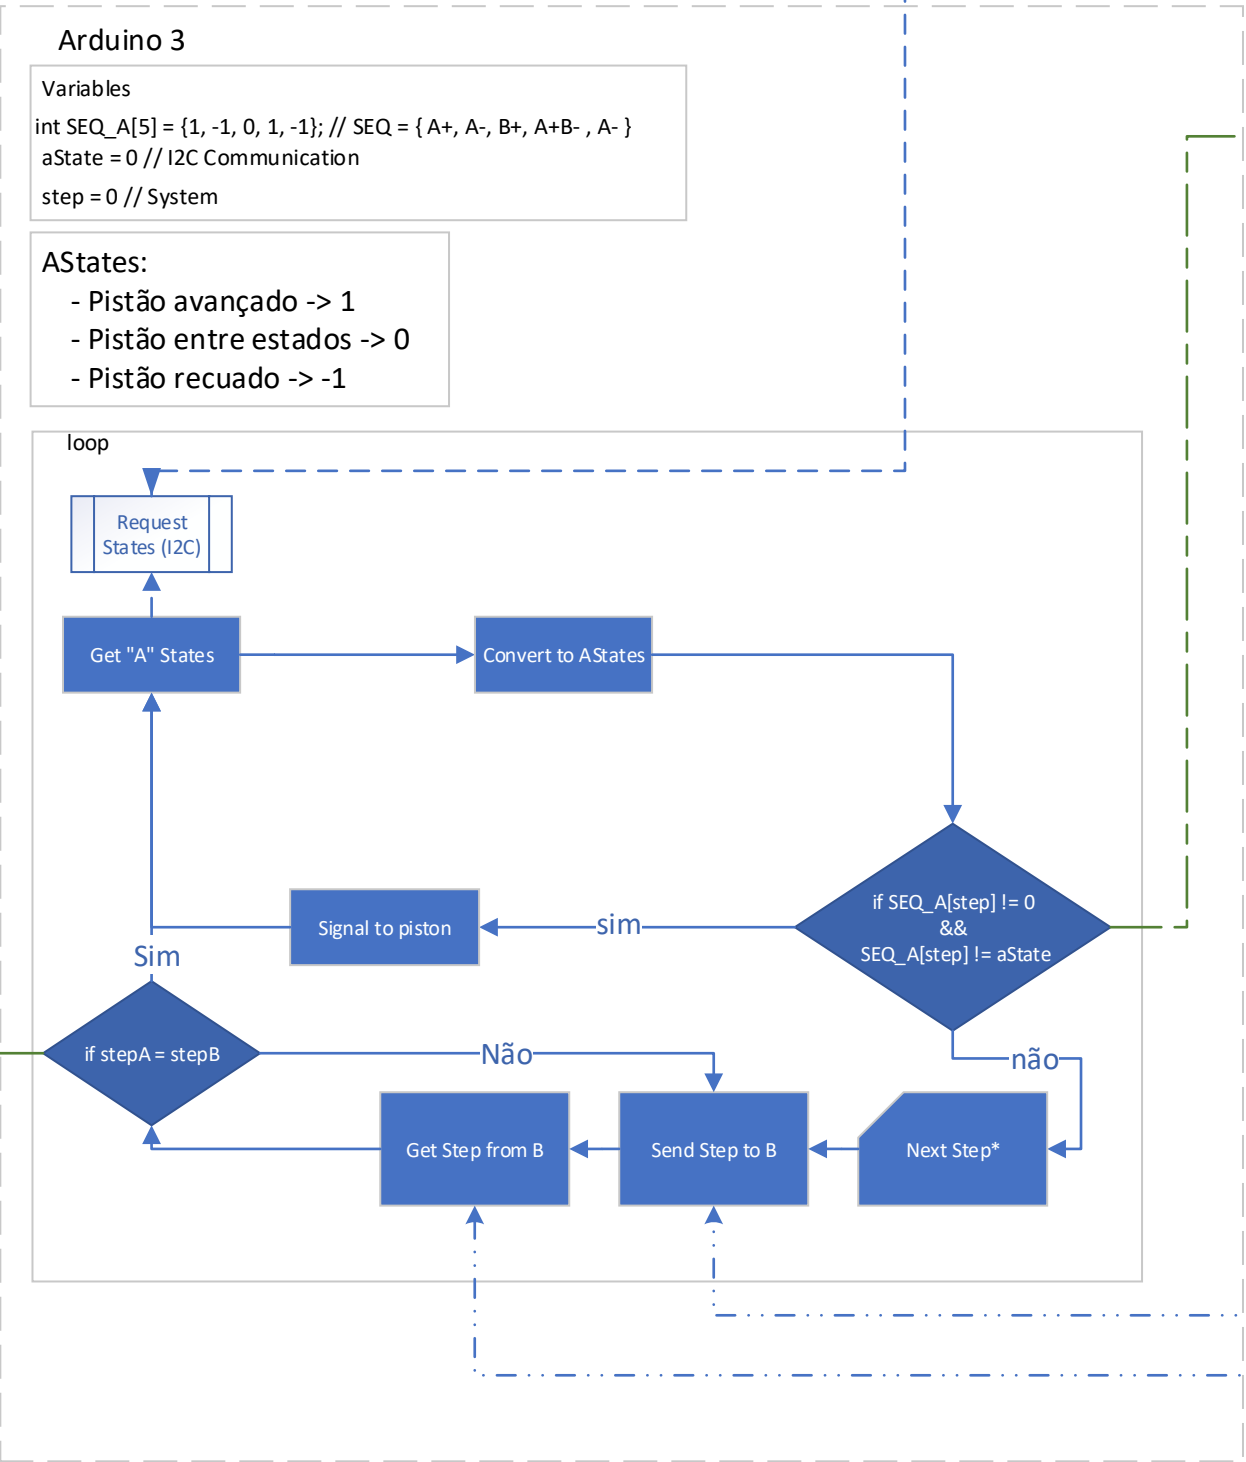 Arduino 3
Variables
int SEQ_A[5] = {1, -1, 0, 1, -1}; // SEQ = { A+, A-, B+, A+B- , A- }
aState = 0 // I2C Communication
step = 0 // System
AStates:
- Pistão avançado -> 1
- Pistão entre estados -> 0
- Pistão recuado -> -1
loop
Request
States (I2C)
Get "A" States
Convert to AStates
if SEQ_A[step] != 0
&&
SEQ_A[step] != aState
sim
Signal to piston
Sim
if stepA = stepB
Não
não
Get Step from B
Send Step to B
Next Step*